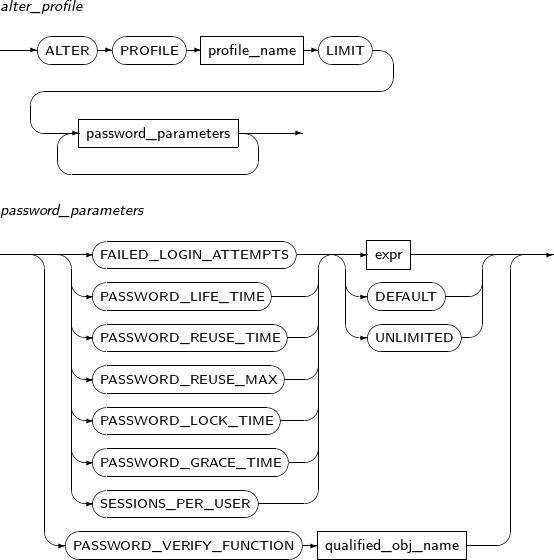 alter_profile
ALTER PROFILE profile_name LIMIT
password_parameters
password_parameters
FAILED_LOGIN_ATTEMPTS expr
PASSWORD_LIFE_TIME DEFAULT
PASSWORD_REUSE_TIME UNLIMITED
PASSWORD_REUSE_MAX
PASSWORD_LOCK_TIME
PASSWORD_GRACE_TIME
SESSIONS_PER_USER
PASSWORD_VERIFY_FUNCTION qualified_obj_name